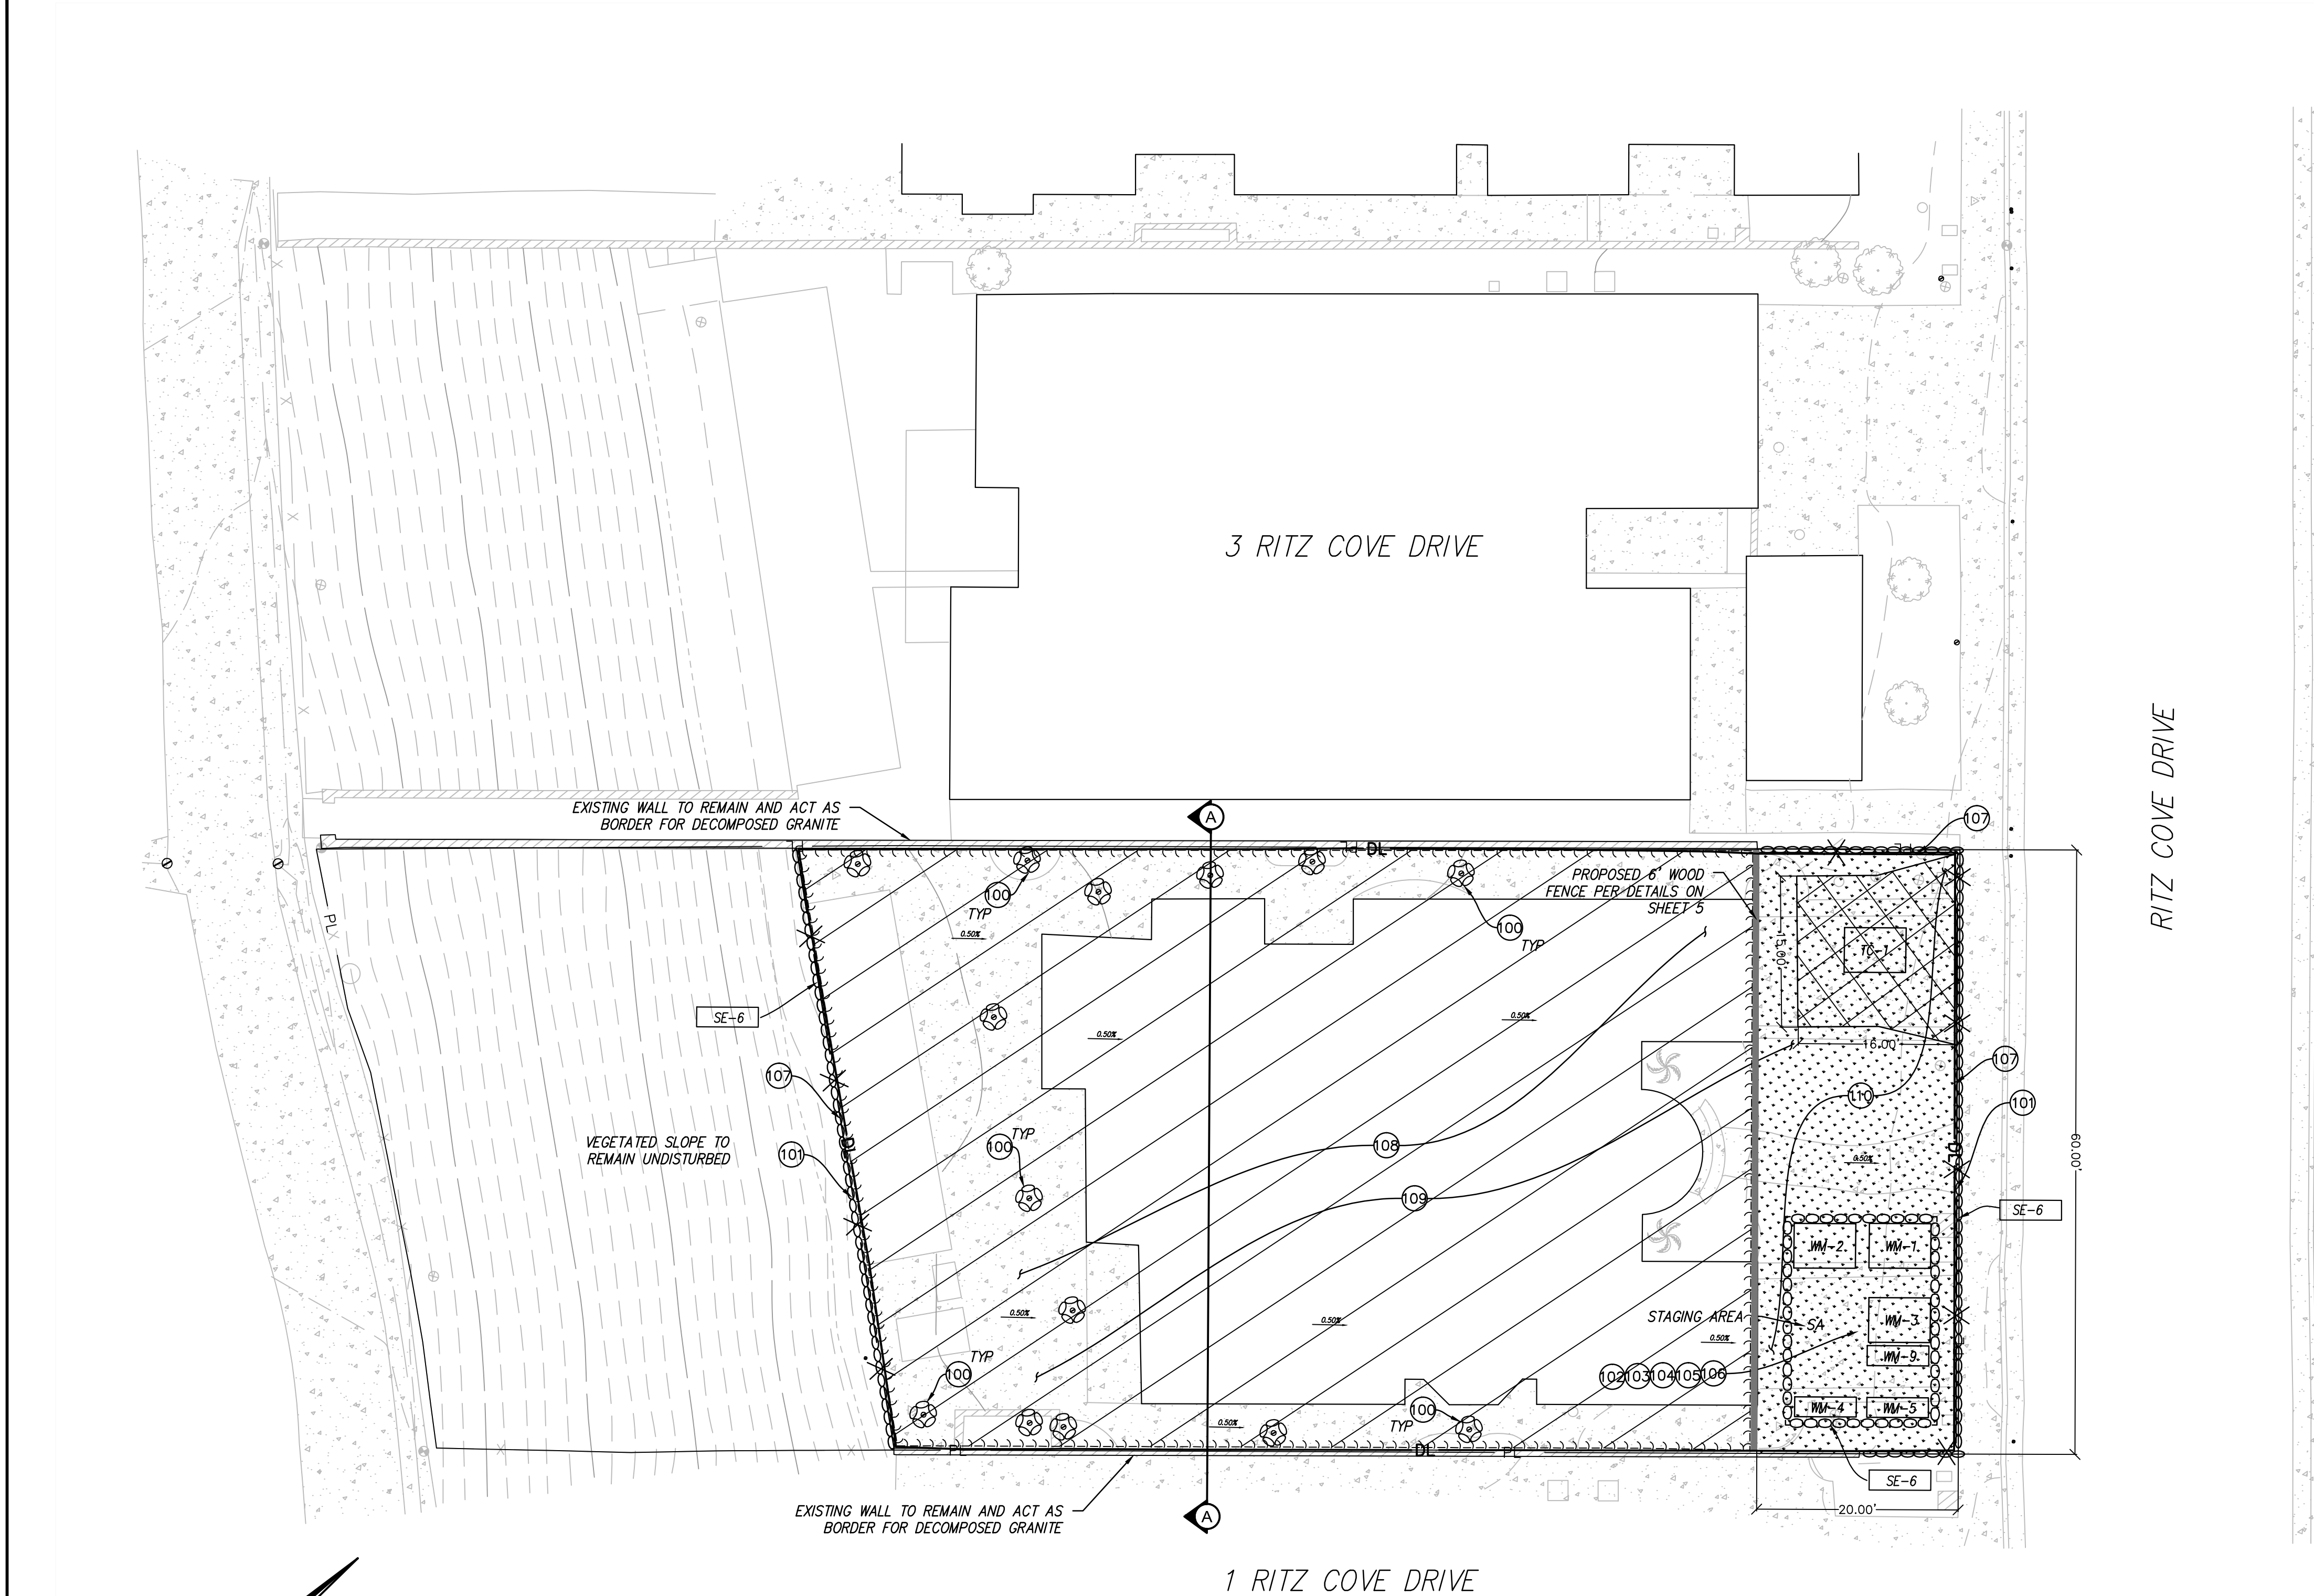 3 RITZ COVE DRIVE
RITZ COVE DRIVE
EXISTING WALL TO REMAIN AND ACT AS
BORDER FOR DECOMPOSED GRANITE
A
107
PL
DL
PL
PROPOSED 6' WOOD
FENCE PER DETAILS ON
SHEET 5
100
TYP
100
TYP
0.50%
PL
15.00'
TC-1
SE-6
0.50%
0.50%
16.00'
107
107
110
101
VEGETATED SLOPE TO
REMAIN UNDISTURBED
101
DL
100
TYP
108
109
DL
0.50%
60.00'
SE-6
WM-2
WM-1
0.50%
0.50%
STAGING AREA
SA
WM-3
0.50%
WM-9
100
TYP
102
103
104
105
106
WM-4
WM-5
100
TYP
0.50%
PL
DL
PL
SE-6
20.00'
EXISTING WALL TO REMAIN AND ACT AS
BORDER FOR DECOMPOSED GRANITE
A
1 RITZ COVE DRIVE